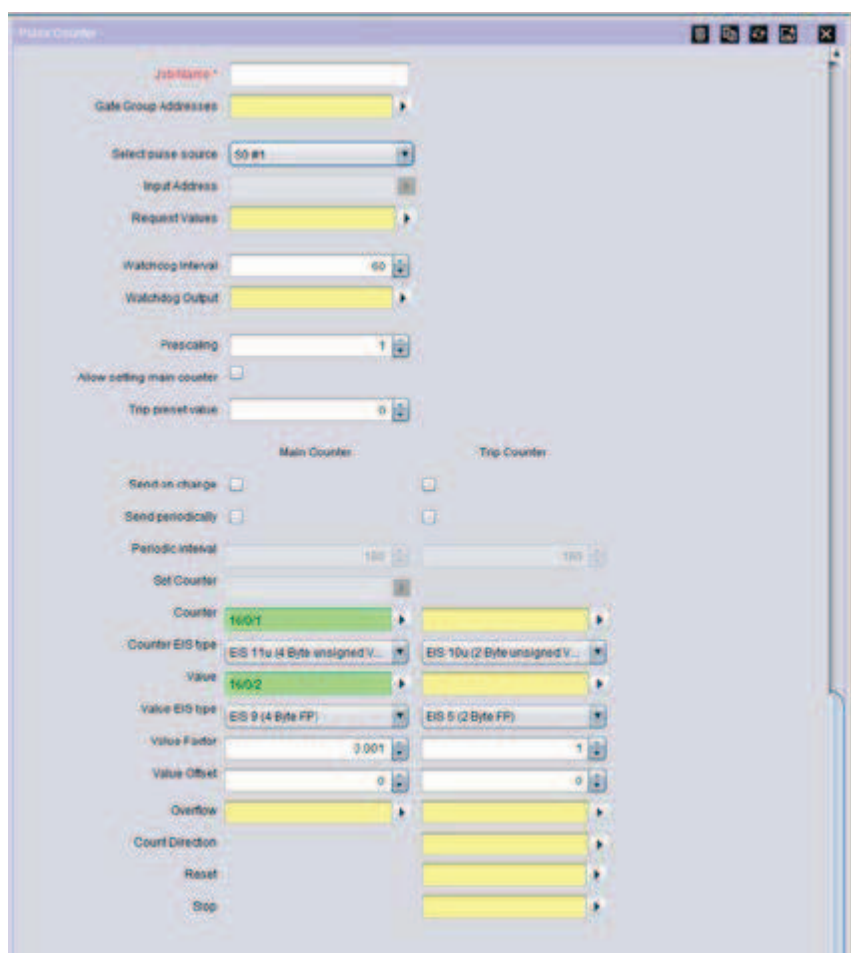 Pulse Counter
Job Name *
Gate Group Addresses
Select pulse source S0 #1
Input Address
Request Values
Watchdog Interval 60
Watchdog Output
Prescaling 1
Allow setting main counter
Trip preset value 0
Main Counter Trip Counter
Send on change
Send periodically
Periodic interval 180 180
Set Counter
Counter 16/0/1
Counter EIS type EIS 11u (4 Byte unsigned V... EIS 10u (2 Byte unsigned V...
Value 16/0/2
Value EIS type EIS 9 (4 Byte FP) EIS 5 (2 Byte FP)
Value Factor 0.001 1
Value Offset 0 0
Overflow
Count Direction
Reset
Stop